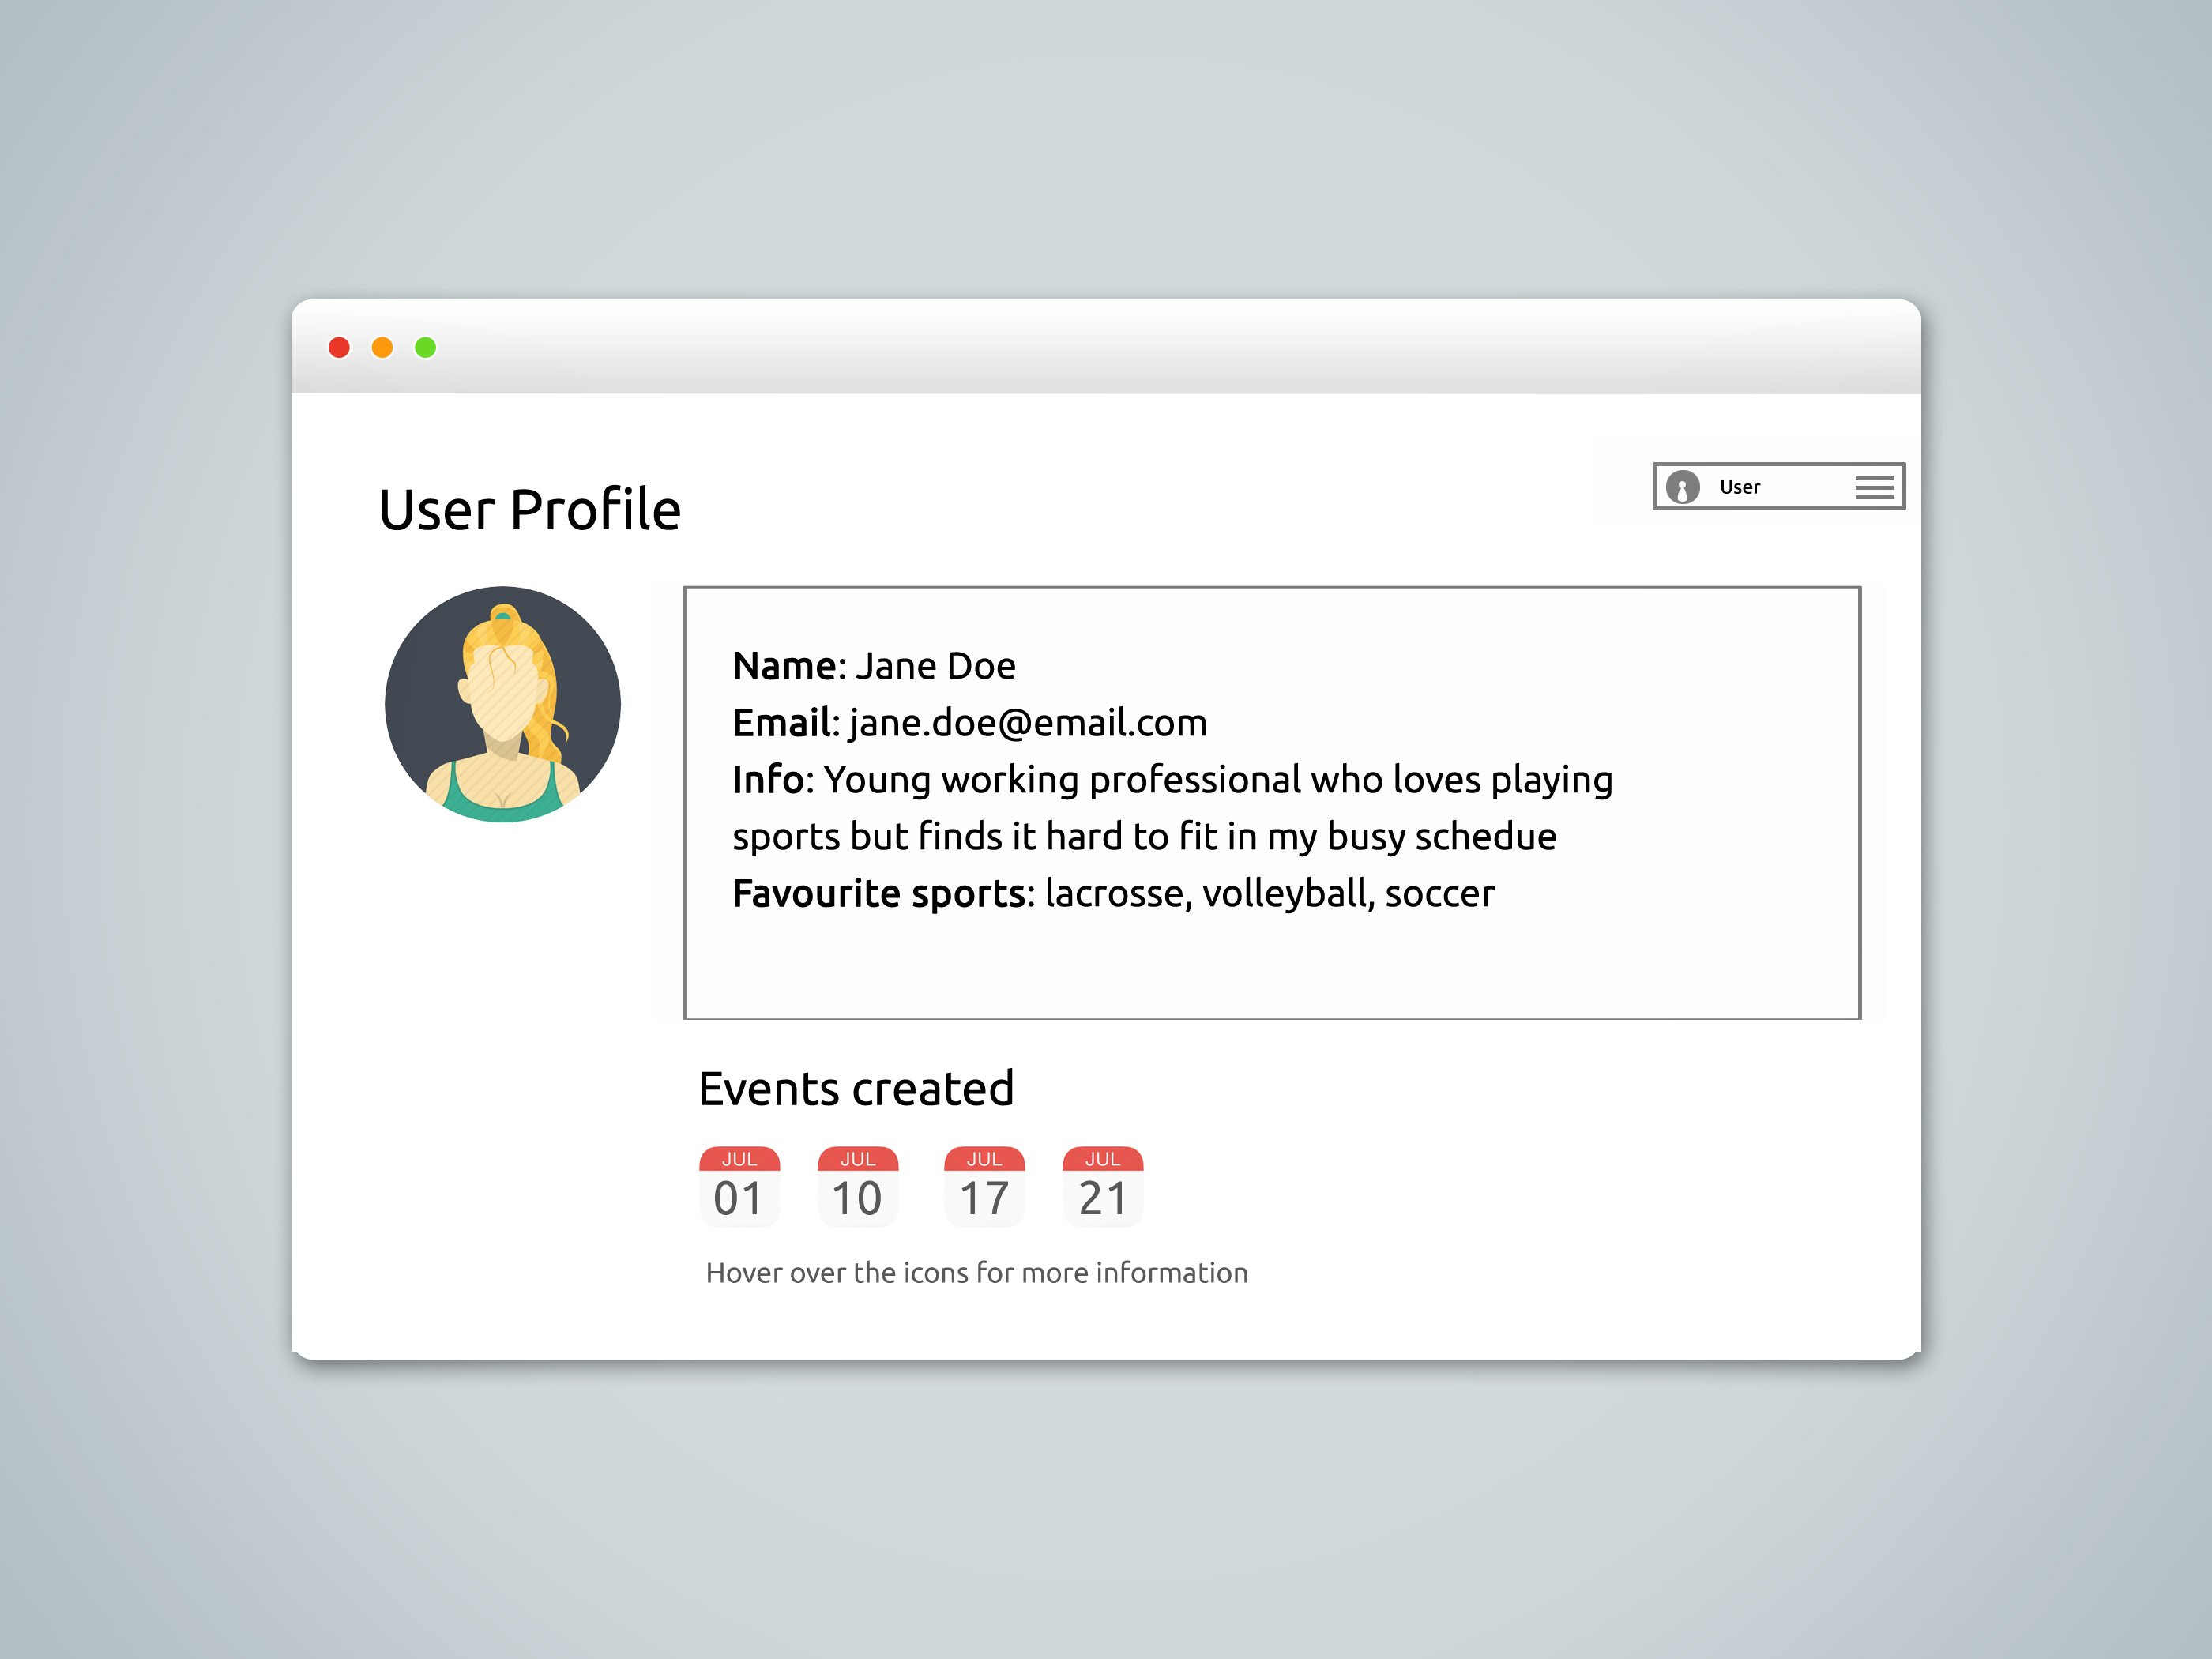 User
User Profile
Name: Jane Doe
Email: jane.doe@email.com
Info: Young working professional who loves playing
sports but finds it hard to fit in my busy schedue
Favourite sports: lacrosse, volleyball, soccer
Events created
JUL JUL JUL JUL
01 10 17 21
Hover over the icons for more information